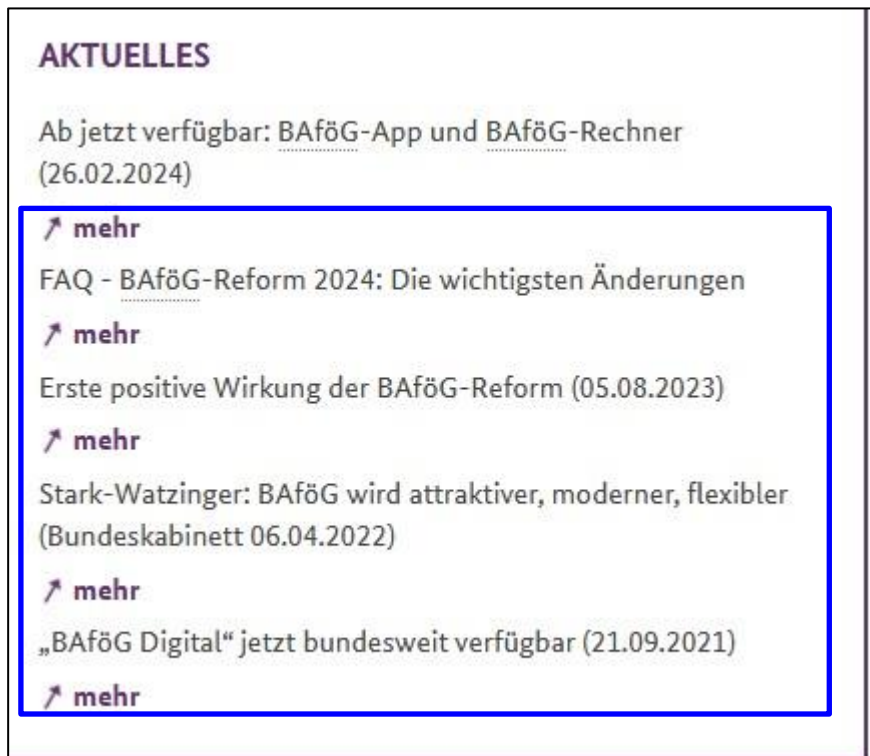 AKTUELLES
Ab jetzt verfügbar: BAföG-App und BAföG-Rechner
(26.02.2024)
↗ mehr
FAQ - BAföG-Reform 2024: Die wichtigsten Änderungen
↗ mehr
Erste positive Wirkung der BAföG-Reform (05.08.2023)
↗ mehr
Stark-Watzinger: BAföG wird attraktiver, moderner, flexibler
(Bundeskabinett 06.04.2022)
↗ mehr
„BAföG Digital“ jetzt bundesweit verfügbar (21.09.2021)
↗ mehr